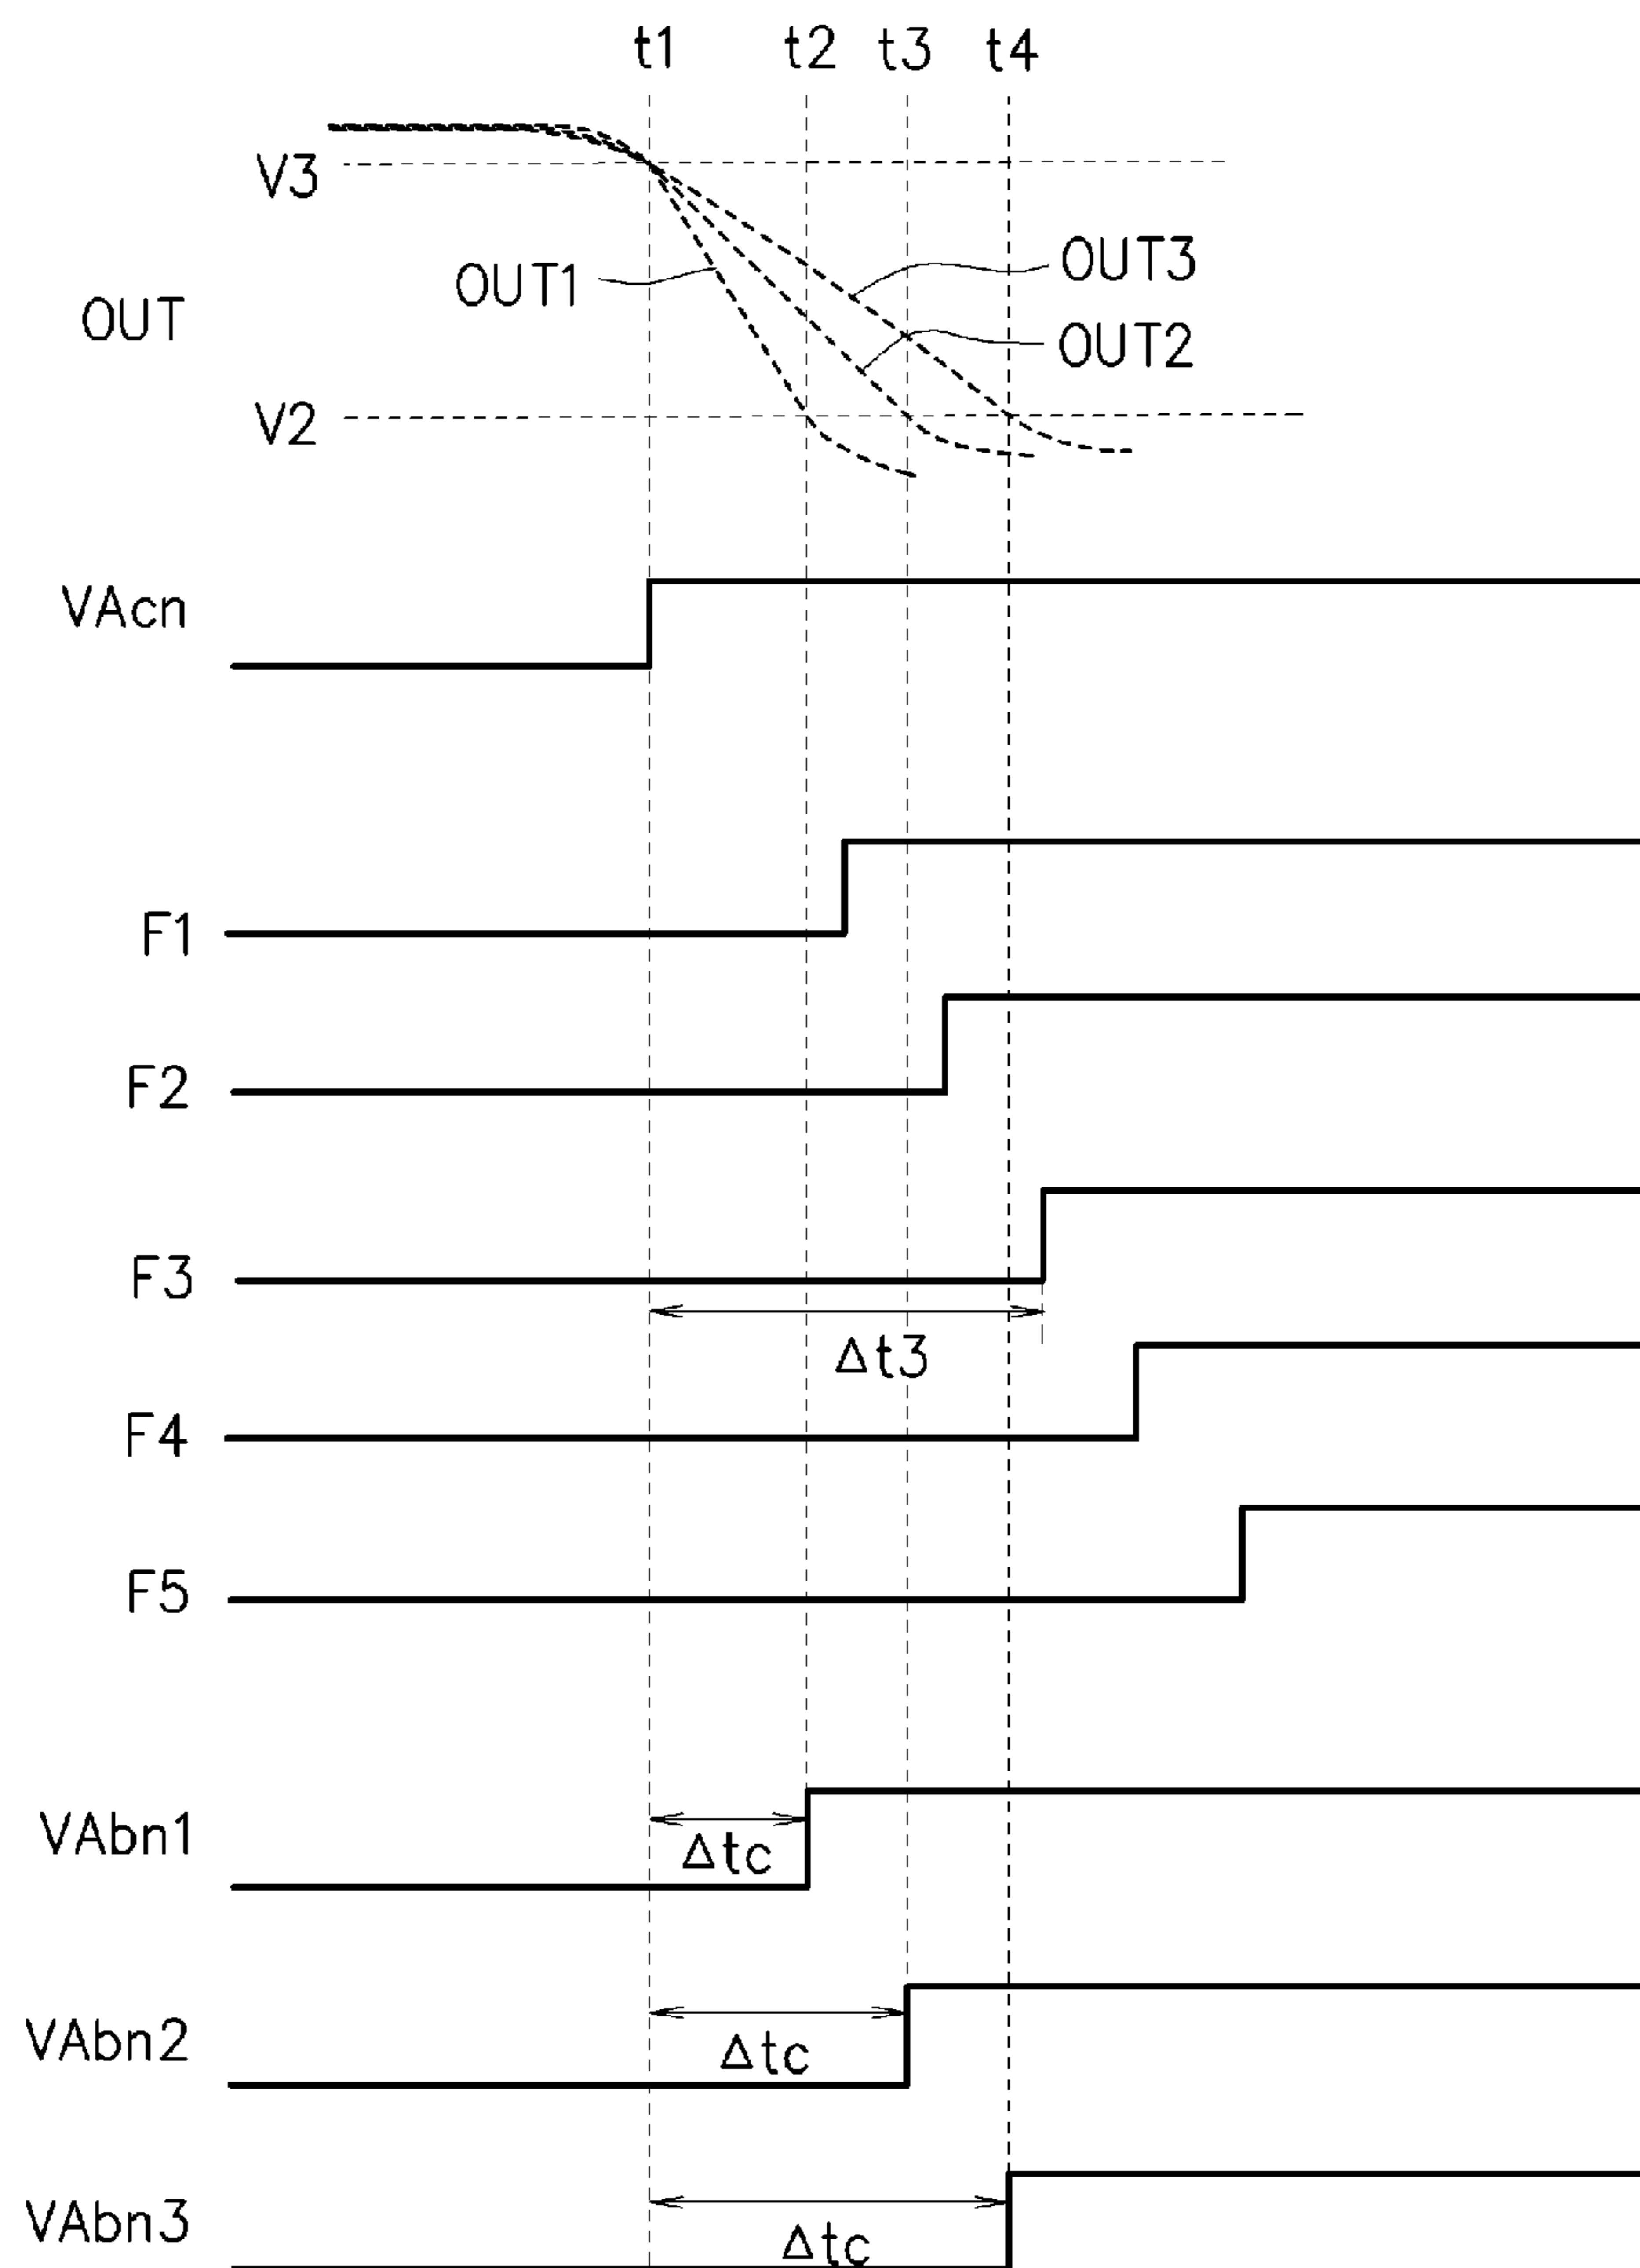 t1 t2 t3 t4
V3
OUT1 OUT3
OUT
OUT2
V2
VAcn
F1
F2
F3
Δt3
F4
F5
VAbn1
Δtc
VAbn2
Δtc
VAbn3
Δtc